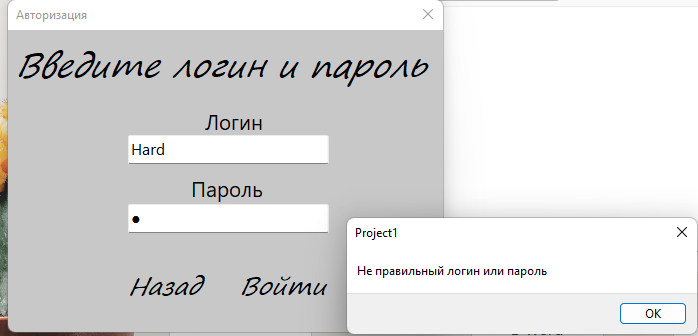 Авторизация
Введите логин и пароль
Логин
Hard
Пароль
●
Назад Войти
Project1
Не правильный логин или пароль
OK